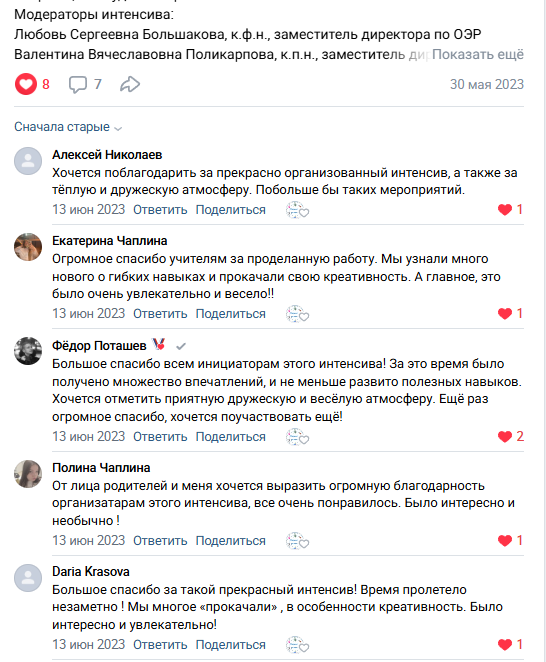 Модераторы интенсива:
Любовь Сергеевна Большакова, к.ф.н., заместитель директора по ОЭР
Валентина Вячеславовна Поликарпова, к.п.н., заместитель Показать ещё
8 7 30 мая 2023
Сначала старые
Алексей Николаев
Хочется поблагодарить за прекрасно организованный интенсив, а также за
тёплую и дружескую атмосферу. Побольше бы таких мероприятий.
13 июн 2023 Ответить Поделиться 1
Екатерина Чаплина
Огромное спасибо учителям за проделанную работу. Мы узнали много
нового о гибких навыках и прокачали свою креативность. А главное, это
было очень увлекательно и весело!!
13 июн 2023 Ответить Поделиться 1
Фёдор Поташев
Большое спасибо всем инициаторам этого интенсива! За это время было
получено множество впечатлений, и не меньше развито полезных навыков.
Хочется отметить приятную дружескую и весёлую атмосферу. Ещё раз
огромное спасибо, хочется поучаствовать ещё!
13 июн 2023 Ответить Поделиться 2
Полина Чаплина
От лица родителей и меня хочется выразить огромную благодарность
организатарам этого интенсива, все очень понравилось. Было интересно и
необычно !
13 июн 2023 Ответить Поделиться 1
Daria Krasova
Большое спасибо за такой прекрасный интенсив! Время пролетело
незаметно ! Мы многое «прокачали» , в особенности креативность. Было
интересно и увлекательно!
13 июн 2023 Ответить Поделиться 1